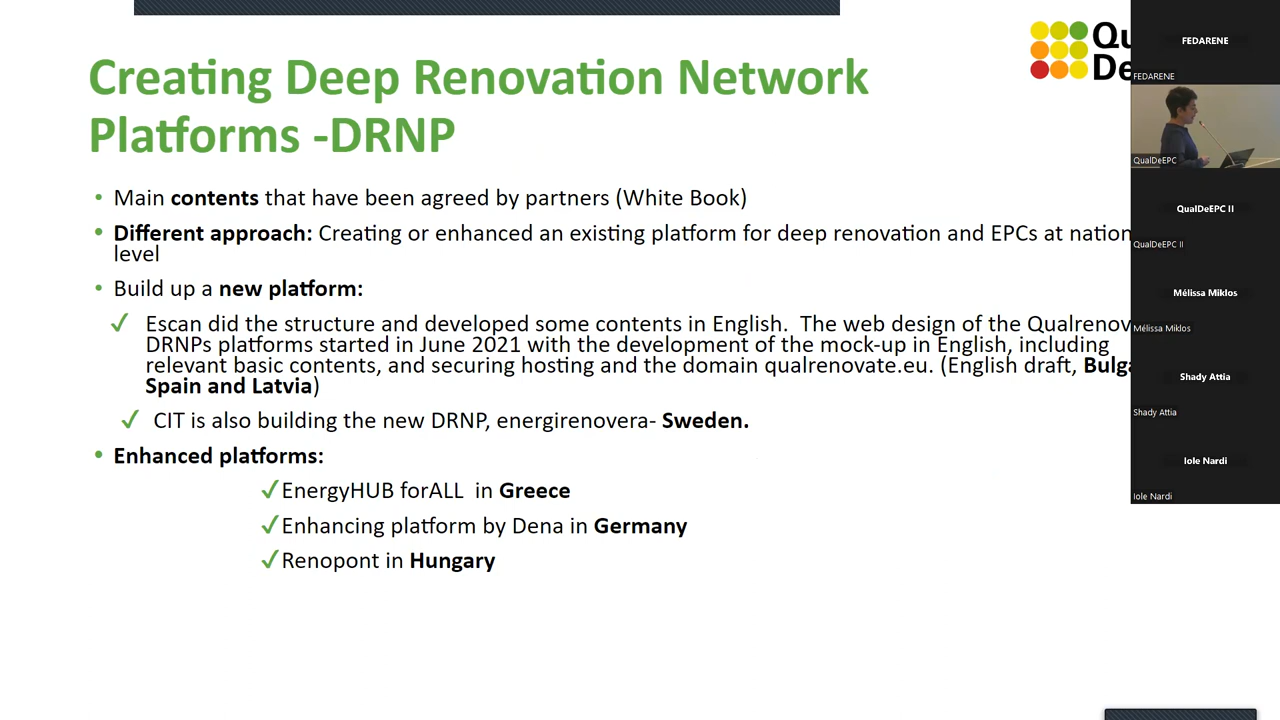 Creating Deep Renovation Network
Platforms -DRNP
• Main contents that have been agreed by partners (White Book)
• Different approach: Creating or enhanced an existing platform for deep renovation and EPCs at nation
level
• Build up a new platform:
✓ Escan did the structure and developed some contents in English. The web design of the Qualrenov
DRNPs platforms started in June 2021 with the development of the mock-up in English, including
relevant basic contents, and securing hosting and the domain qualrenovate.eu. (English draft, Bulga
Spain and Latvia)
✓ CIT is also building the new DRNP, energirenovera- Sweden.
• Enhanced platforms:
✓EnergyHUB forALL in Greece
✓Enhancing platform by Dena in Germany
✓Renopont in Hungary
Qu
De
FEDARENE
FEDARENE
QualDeEPC
QualDeEPC II
QualDeEPC II
Mélissa Miklos
Mélissa Miklos
Shady Attia
Shady Attia
Iole Nardi
Iole Nardi